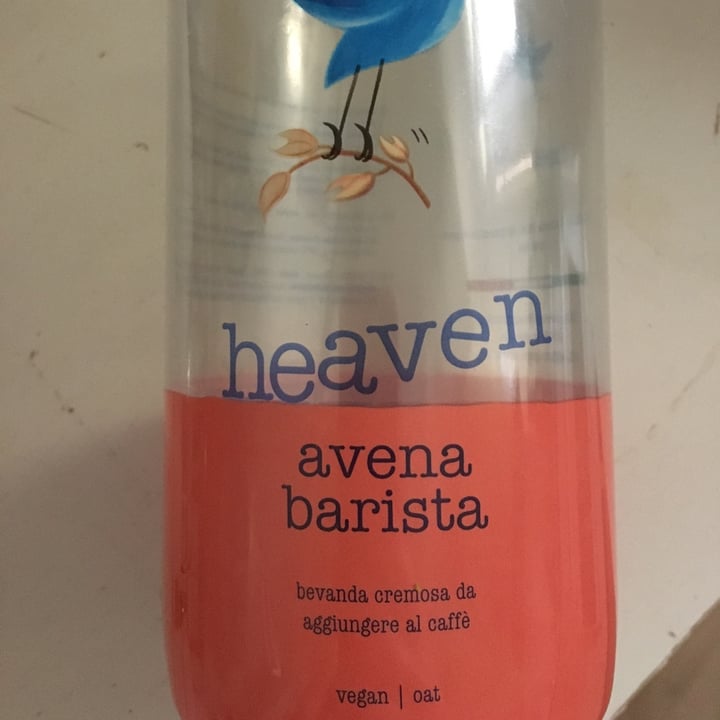 heaven
avena
barista
bevanda cremosa da
aggiungere al caffè
vegan | oat